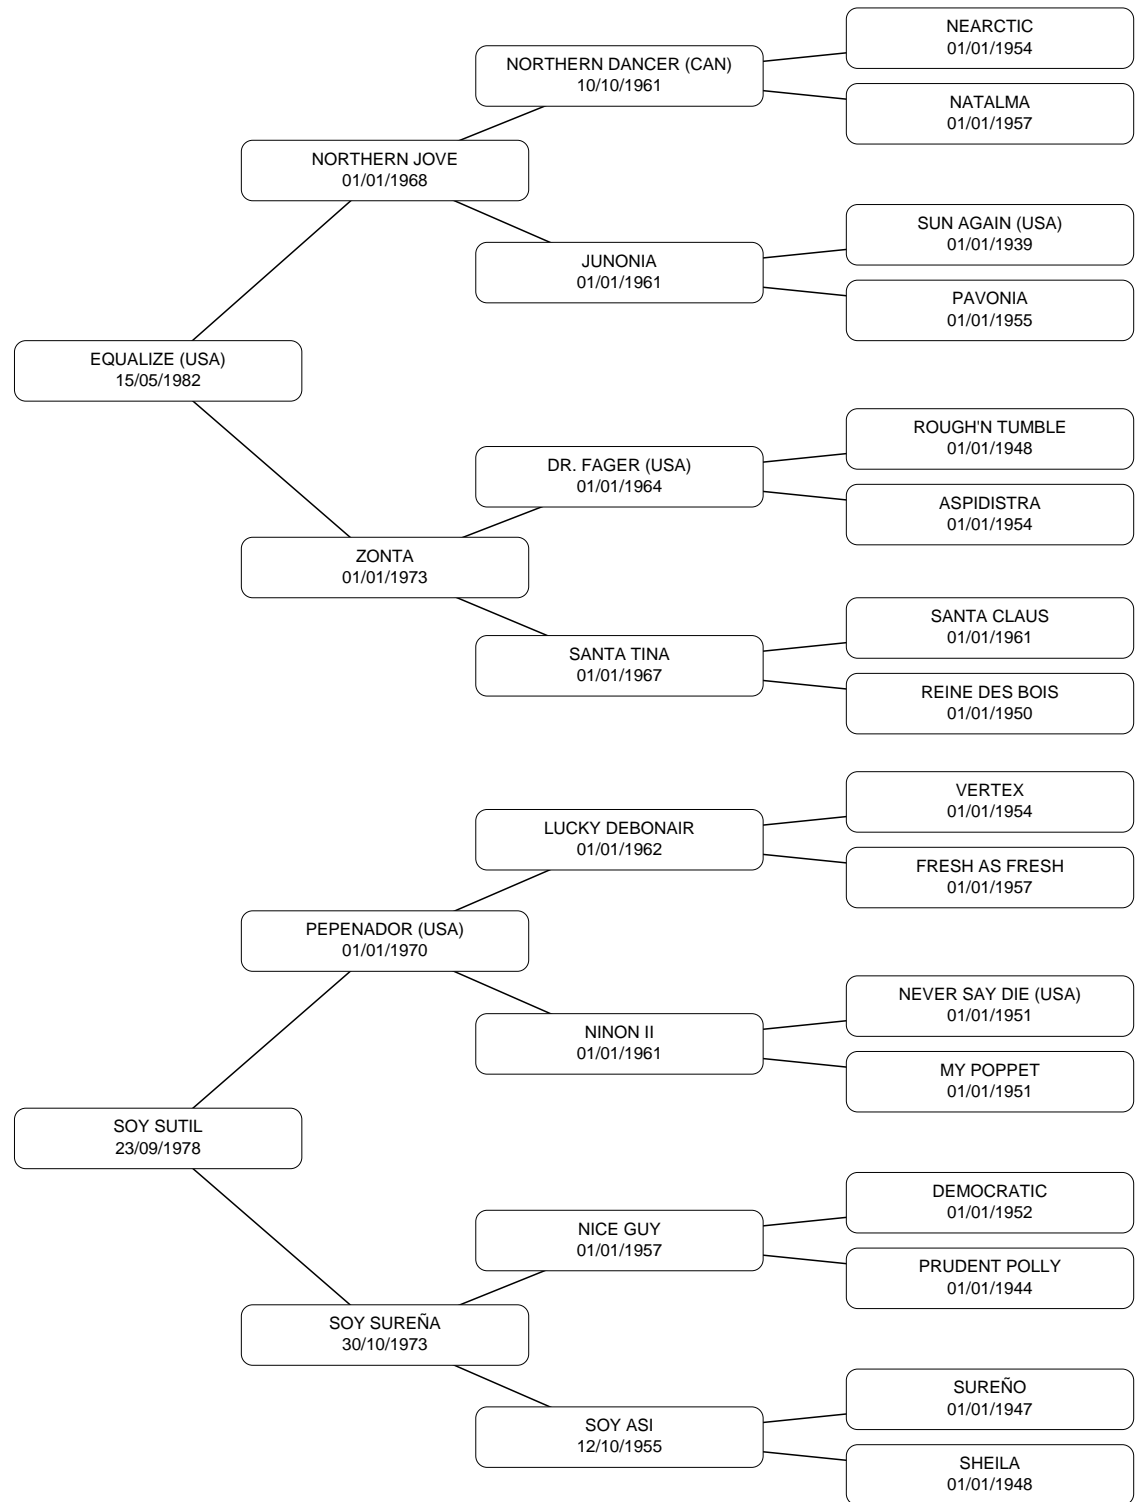 NEARCTIC
01/01/1954
NORTHERN DANCER (CAN)
10/10/1961
NATALMA
01/01/1957
NORTHERN JOVE
01/01/1968
SUN AGAIN (USA)
01/01/1939
JUNONIA
01/01/1961
PAVONIA
01/01/1955
EQUALIZE (USA)
15/05/1982
ROUGH'N TUMBLE
01/01/1948
DR. FAGER (USA)
01/01/1964
ASPIDISTRA
01/01/1954
ZONTA
01/01/1973
SANTA CLAUS
01/01/1961
SANTA TINA
01/01/1967
REINE DES BOIS
01/01/1950
VERTEX
01/01/1954
LUCKY DEBONAIR
01/01/1962
FRESH AS FRESH
01/01/1957
PEPENADOR (USA)
01/01/1970
NEVER SAY DIE (USA)
01/01/1951
NINON II
01/01/1961
MY POPPET
01/01/1951
SOY SUTIL
23/09/1978
DEMOCRATIC
01/01/1952
NICE GUY
01/01/1957
PRUDENT POLLY
01/01/1944
SOY SUREÑA
30/10/1973
SUREÑO
01/01/1947
SOY ASI
12/10/1955
SHEILA
01/01/1948